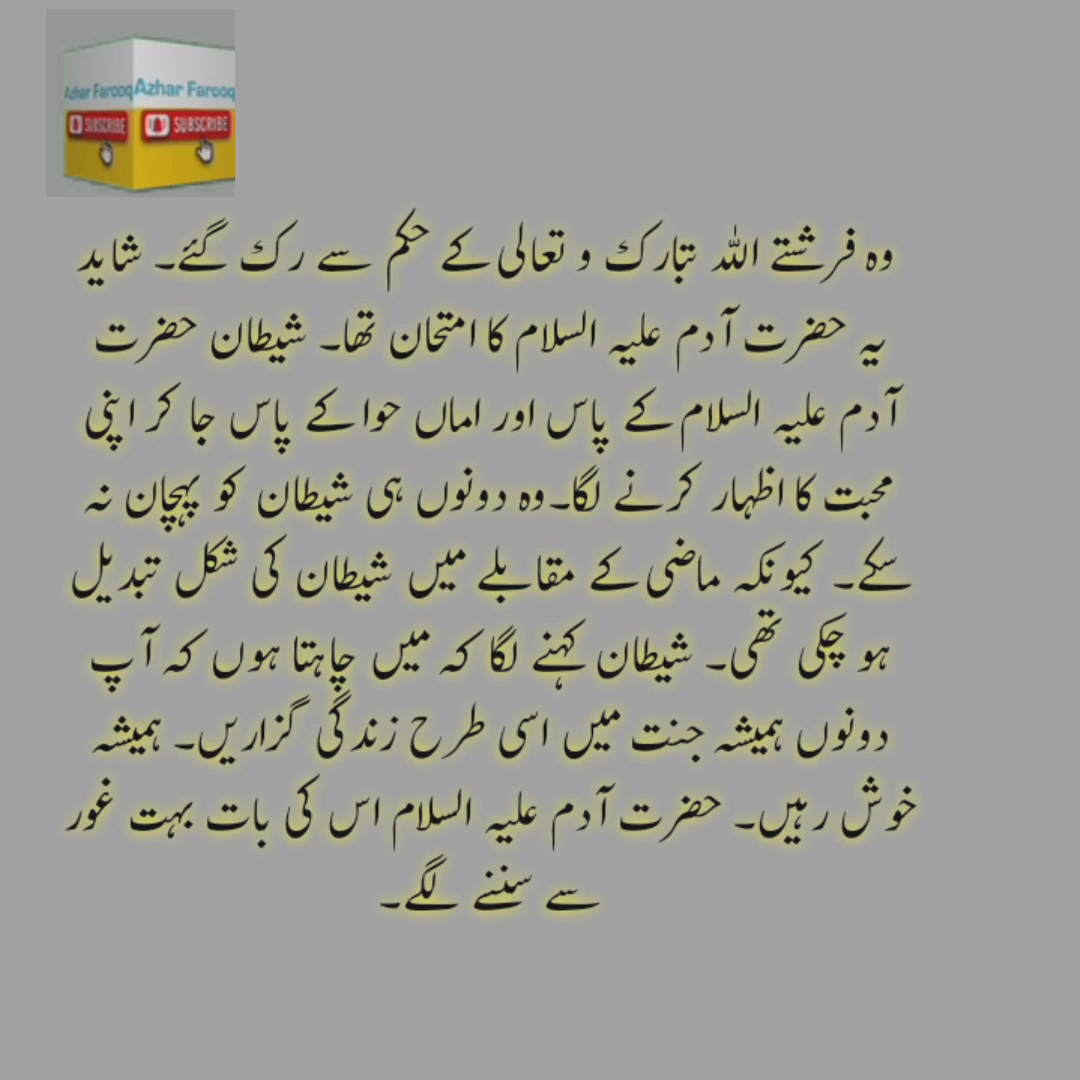 Azhar Farooq Azhar Farooq
SUBSCRIBE SUBSCRIBE
وہ فرشتے اللہ تبارک و تعالی کے حکم سے رک گئے۔ شاید
یہ حضرت آدم علیہ السلام کا امتحان تھا۔ شیطان حضرت
آدم علیہ السلام کے پاس اور اماں حوا کے پاس جا کر اپنی
محبت کا اظہار کرنے لگا۔وہ دونوں ہی شیطان کو پہچان نہ
سکے۔ کیونکہ ماضی کے مقابلے میں شیطان کی شکل تبدیل
ہو چکی تھی۔ شیطان کہنے لگا کہ میں چاہتا ہوں کہ آپ
دونوں ہمیشہ جنت میں اسی طرح زندگی گزاریں۔ ہمیشہ
خوش رہیں۔ حضرت آدم علیہ السلام اس کی بات بہت غور
سے سننے لگے۔